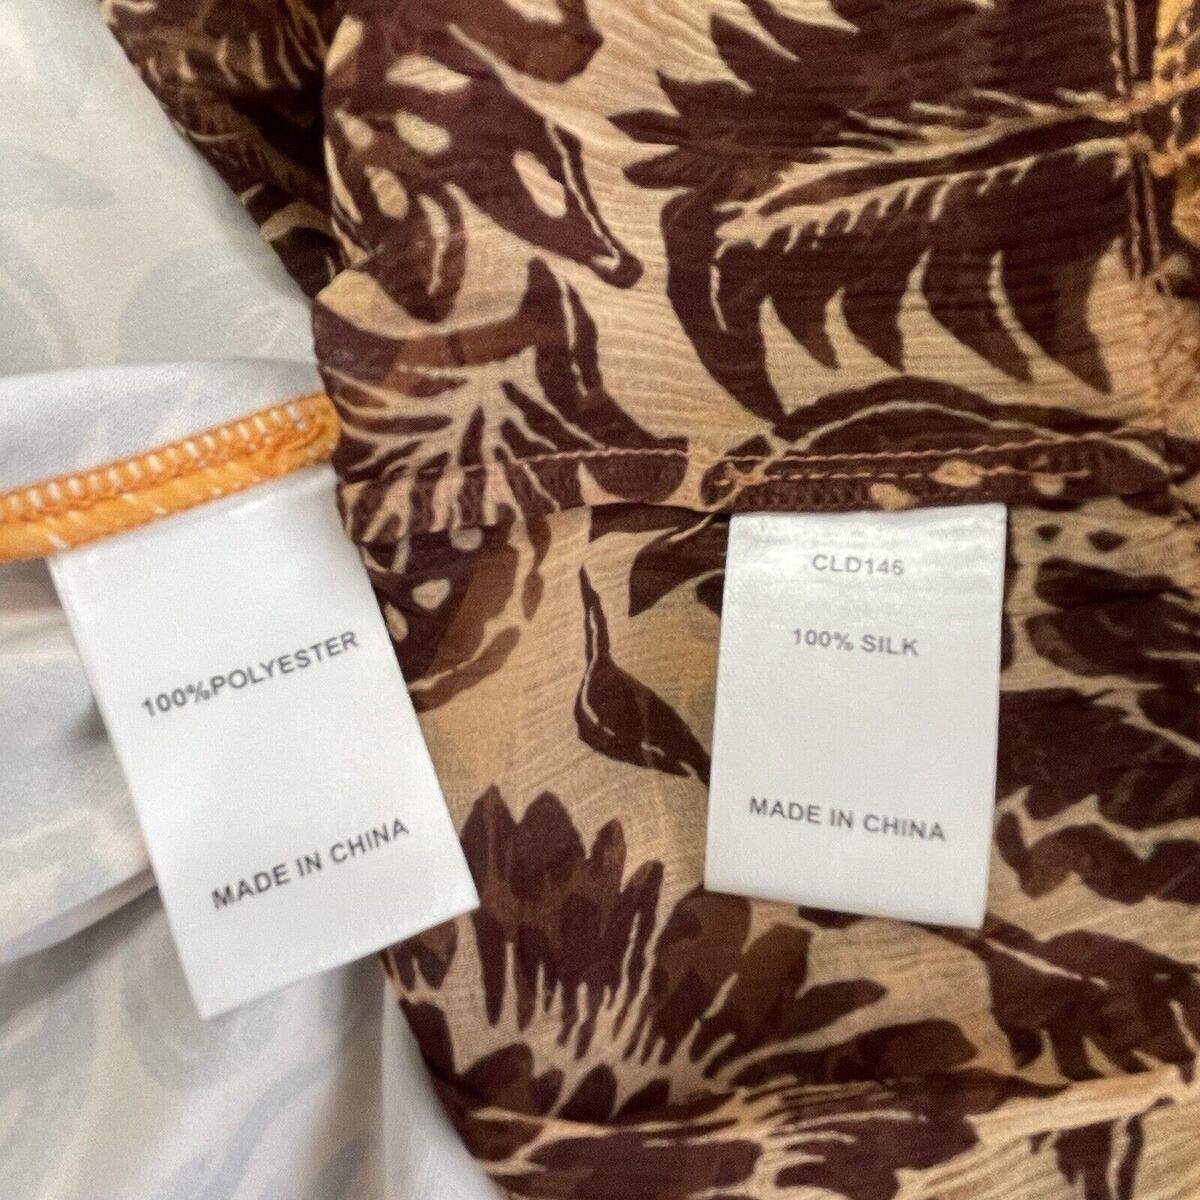 100%POLYESTER
MADE IN CHINA
CLD146
100% SILK
MADE IN CHINA